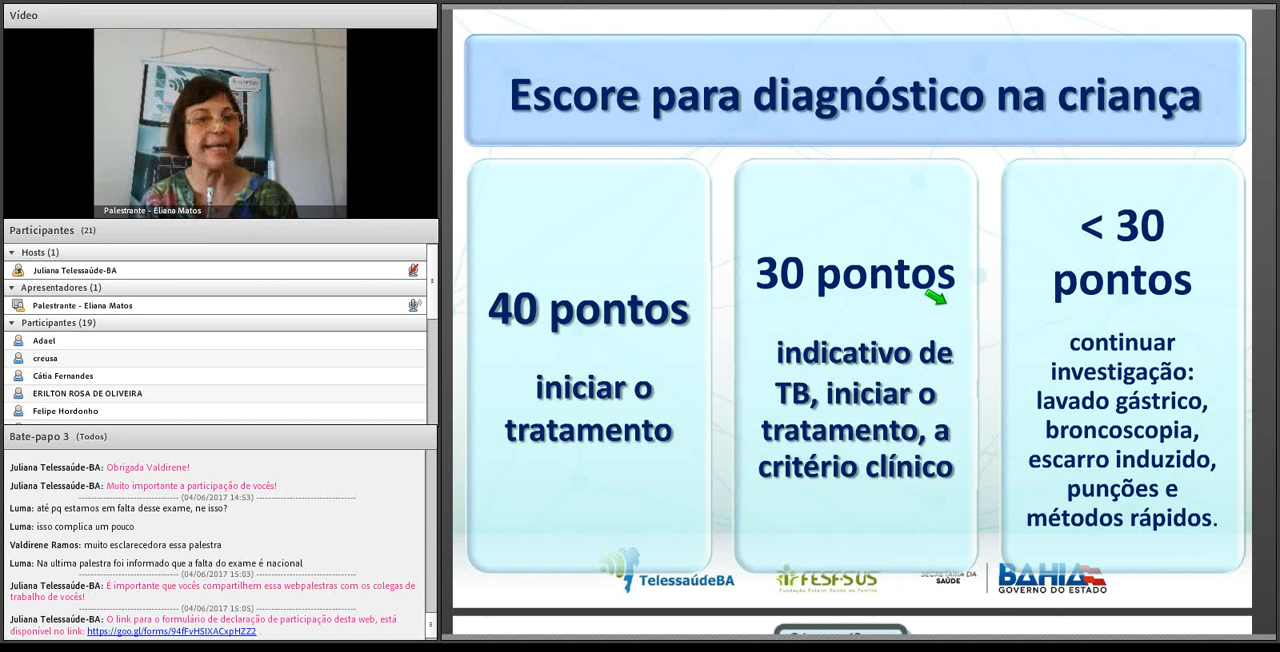 Vídeo
Palestrante - Eliana Matos
Participantes (21)
Hosts (1)
Juliana Telessaúde-BA
Apresentadores (1)
Palestrante - Eliana Matos
Participantes (19)
Adael
creusa
Cátia Fernandes
ERILTON ROSA DE OLIVEIRA
Felipe Hordonho
Bate-papo 3 (Todos)
Juliana Telessaúde-BA: Obrigada Valdirene!
Juliana Telessaúde-BA: Muito importante a participação de vocês!
(04/06/2017 14:53)
Luma: até pq estamos em falta desse exame, ne isso?
Luma: isso complica um pouco
Valdirene Ramos: muito esclarecedora essa palestra
Luma: Na ultima palestra foi informado que a falta do exame é nacional
(04/06/2017 15:03)
Juliana Telessaúde-BA: É importante que vocês compartilhem essa webpalestras com os colegas de
trabalho de vocês!
(04/06/2017 15:05)
Juliana Telessaúde-BA: O link para o formulário de declaração de participação desta web, está
disponível no link: https://goo.gl/forms/94fFvHSIXACxpHZZ2 .
Escore para diagnóstico na criança
40 pontos
iniciar o
tratamento
30 pontos
indicativo de
TB, iniciar o
tratamento, a
critério clínico
< 30
pontos
continuar
investigação:
lavado gástrico,
broncoscopia,
escarro induzido,
punções e
métodos rápidos.
TelessaúdeBA
FESF-SUS
Fundação Estatal Saúde da Família
SECRETARIA DA
SAÚDE
BAHIA
GOVERNO DO ESTADO